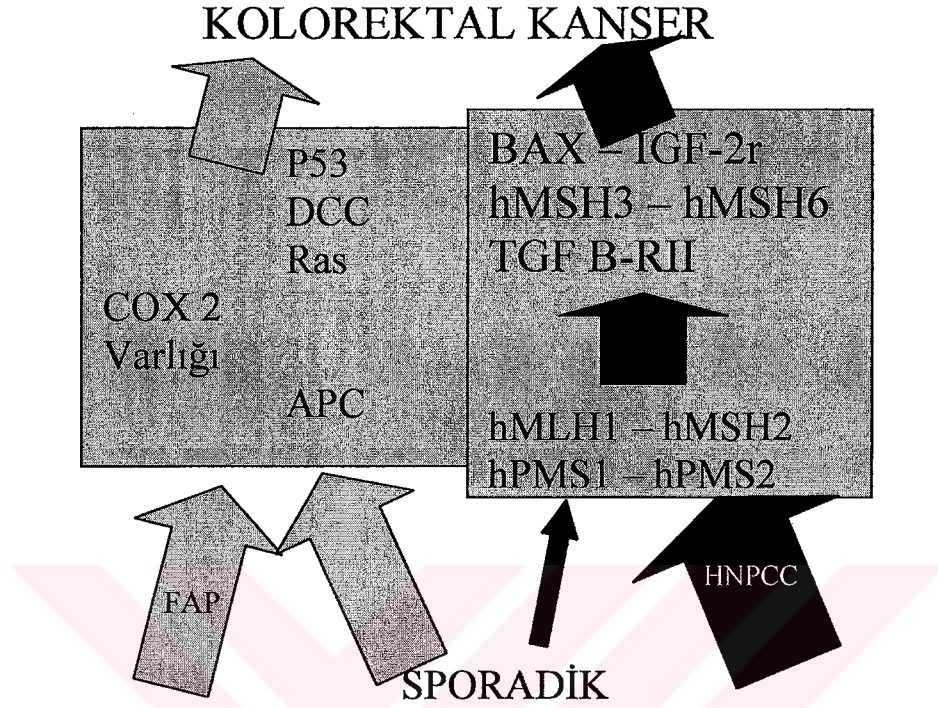 KOLOREKTAL KANSER
P53
DCC
Ras
COX 2
Varlığı
APC
BAX – IGF-2r
hMSH3 – hMSH6
TGF B-RII
hMLH1 – hMSH2
hPMS1 – hPMS2
FAP
HNPCC
SPORADİK